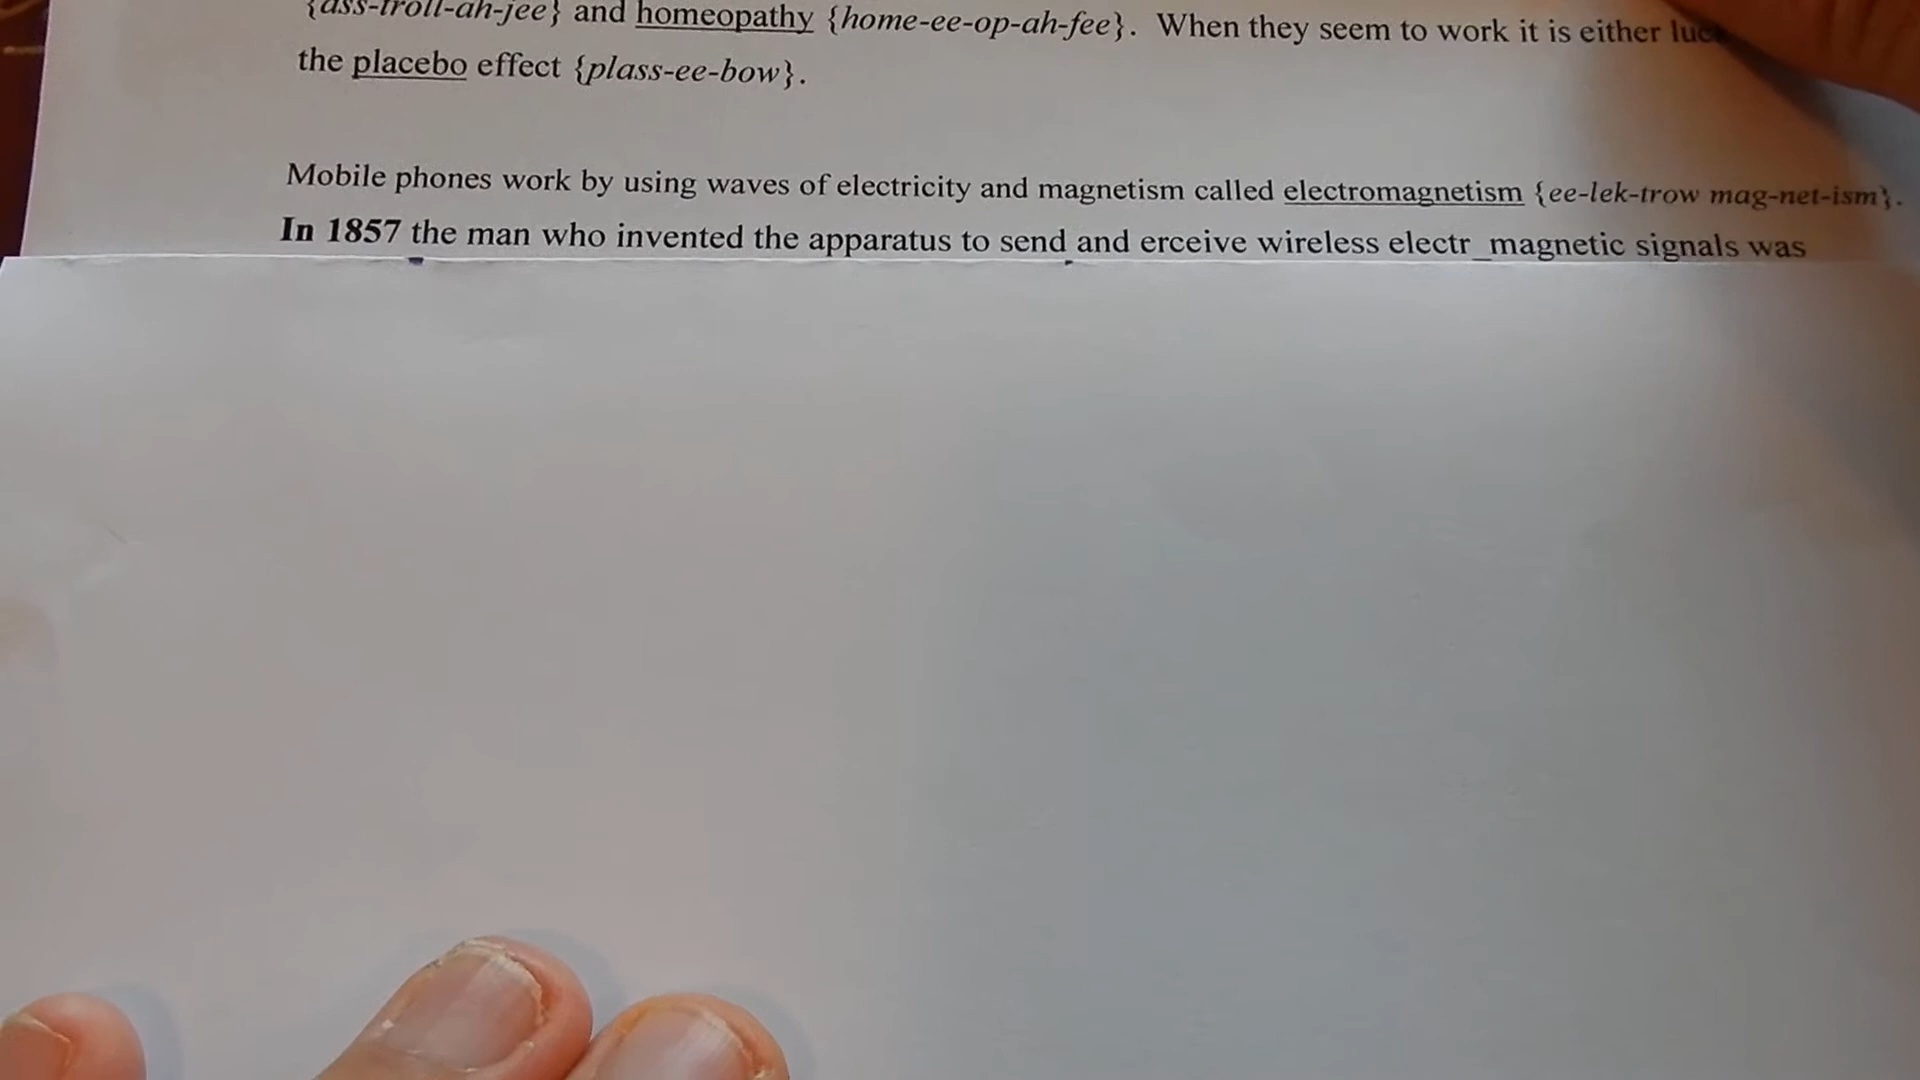 {ass-troll-ah-jee} and homeopathy {home-ee-op-ah-fee}. When they seem to work it is either
the placebo effect {plass-ee-bow}.
Mobile phones work by using waves of electricity and magnetism called electromagnetism {ee-lek-trow mag-net-ism}.
In 1857 the man who invented the apparatus to send and erceive wireless electr_magnetic signals was